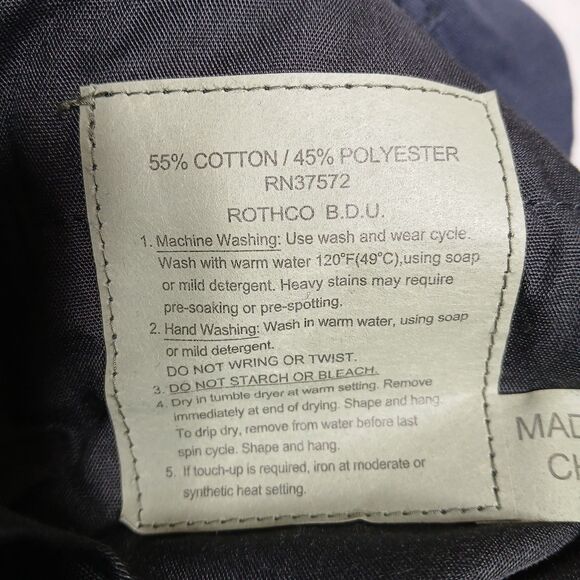 55% COTTON / 45% POLYESTER
RN37572
ROTHCO B.D.U.
1. Machine Washing: Use wash and wear cycle.
Wash with warm water 120°F(49°C),using soap
or mild detergent. Heavy stains may require
pre-soaking or pre-spotting.
2. Hand Washing: Wash in warm water, using soap
or mild detergent.
DO NOT WRING OR TWIST.
3. DO NOT STARCH OR BLEACH.
4. Dry in tumble dryer at warm setting. Remove
immediately at end of drying. Shape and hang.
To drip dry, remove from water before last
spin cycle. Shape and hang.
5. If touch-up is required, iron at moderate or
synthetic heat setting.